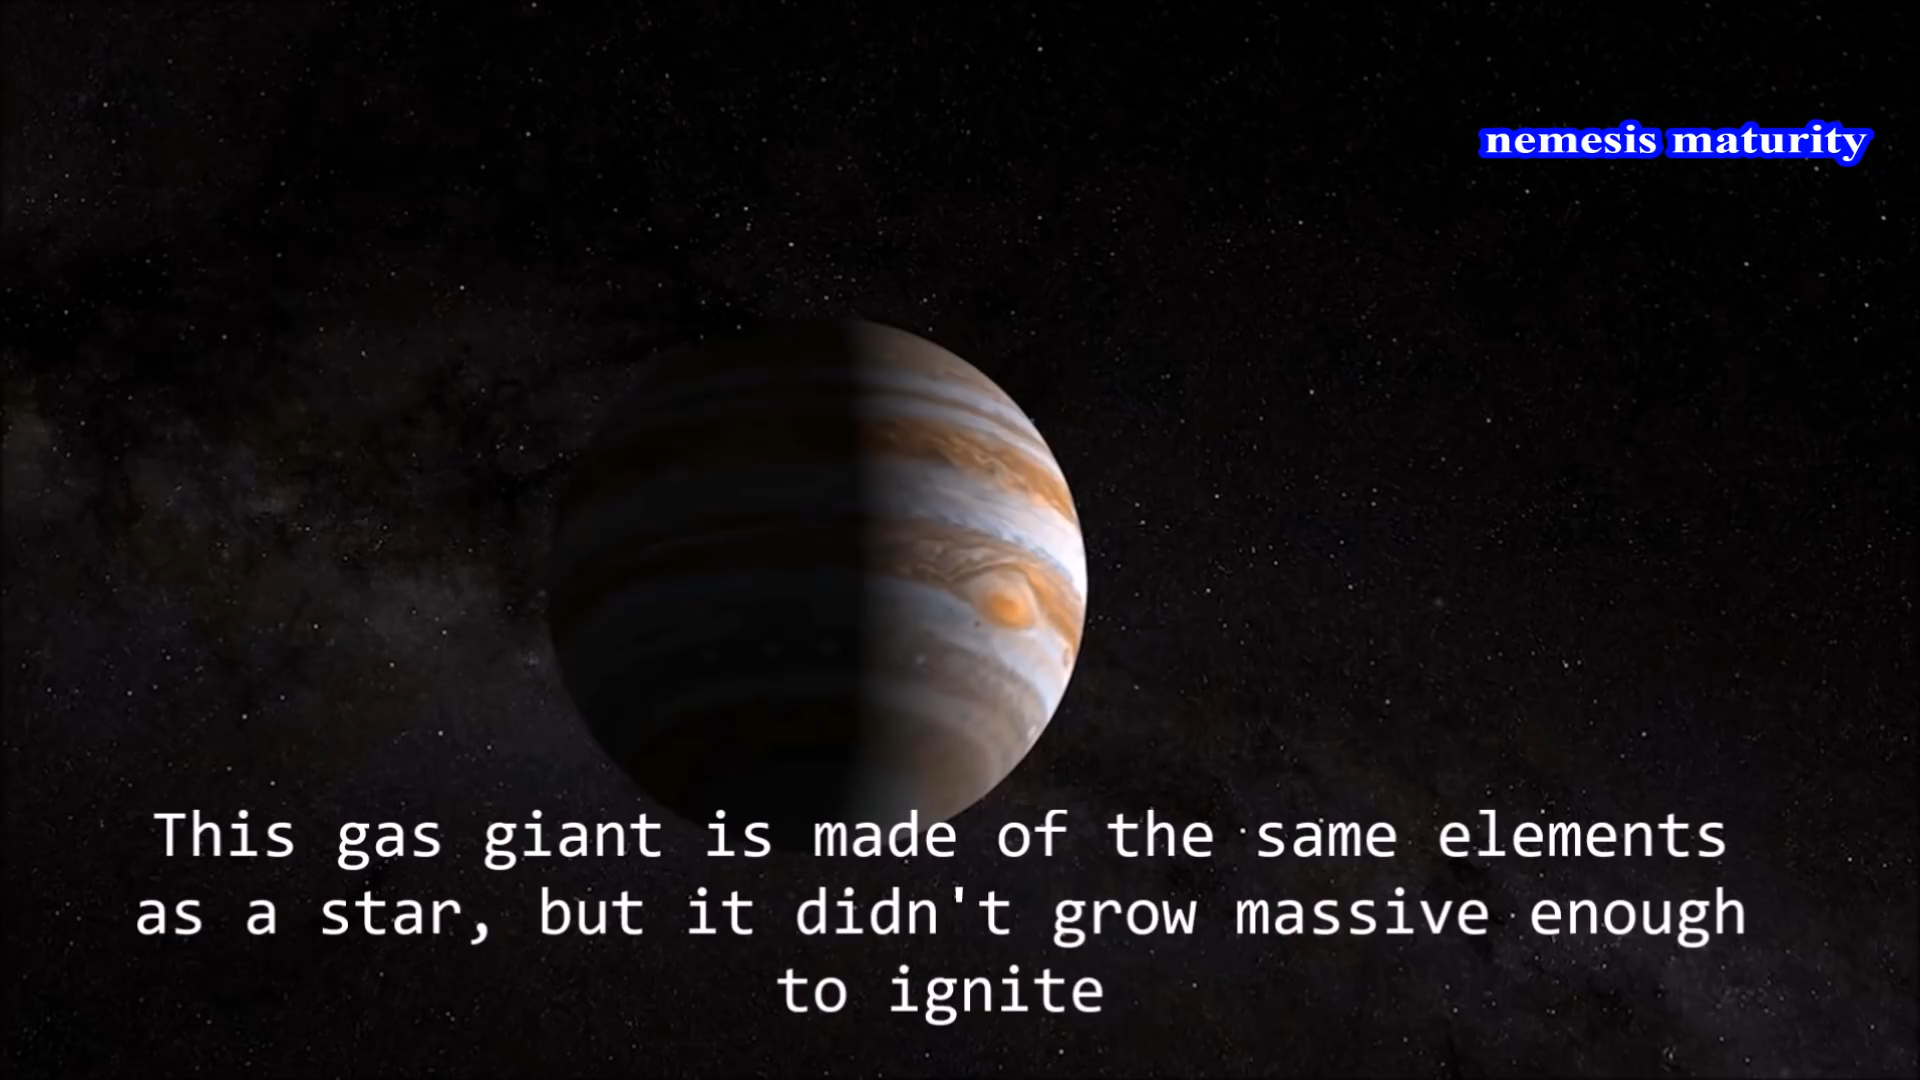 nemesis maturity
This gas giant is made of the same elements
as a star, but it didn't grow massive enough
to ignite